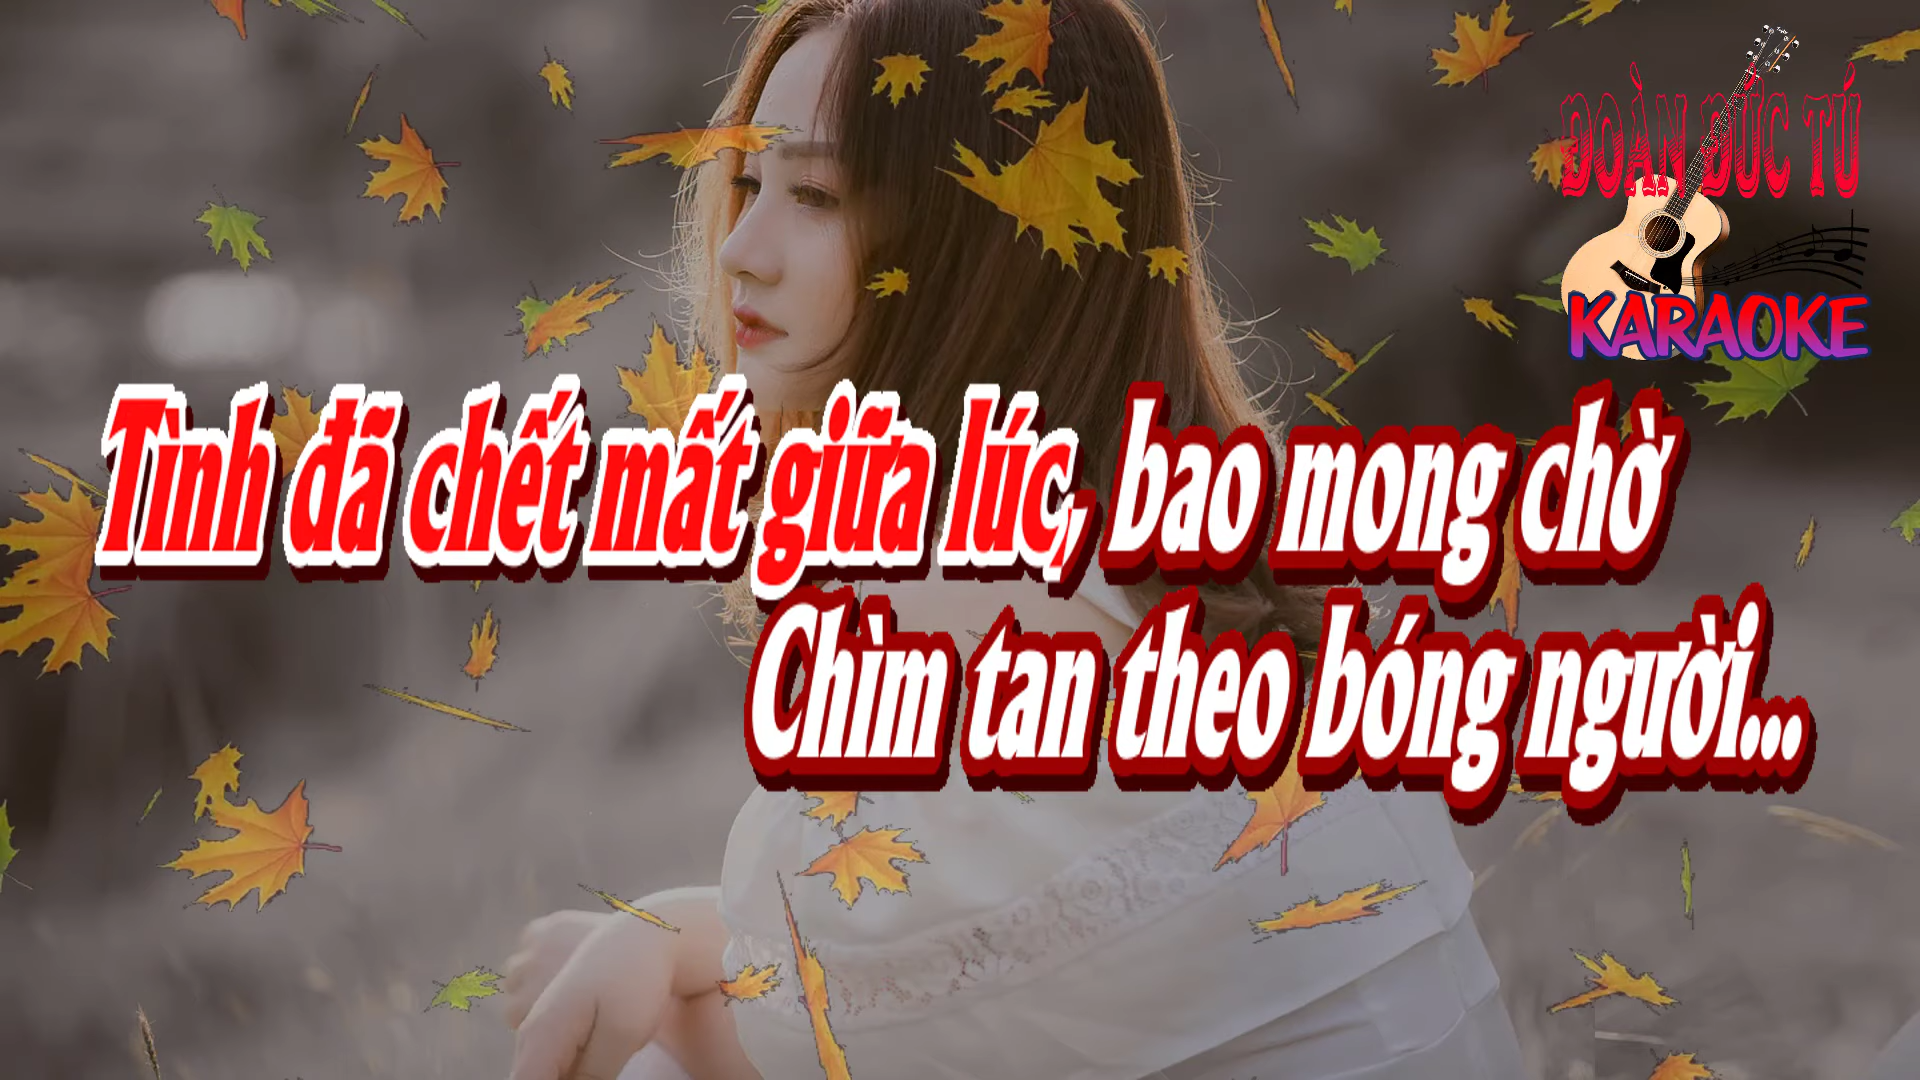 ĐOÀN ĐỨC TÚ
KARAOKE
Tình đã chết mất giữa lúc, bao mong chờ
Chìm tan theo bóng người...